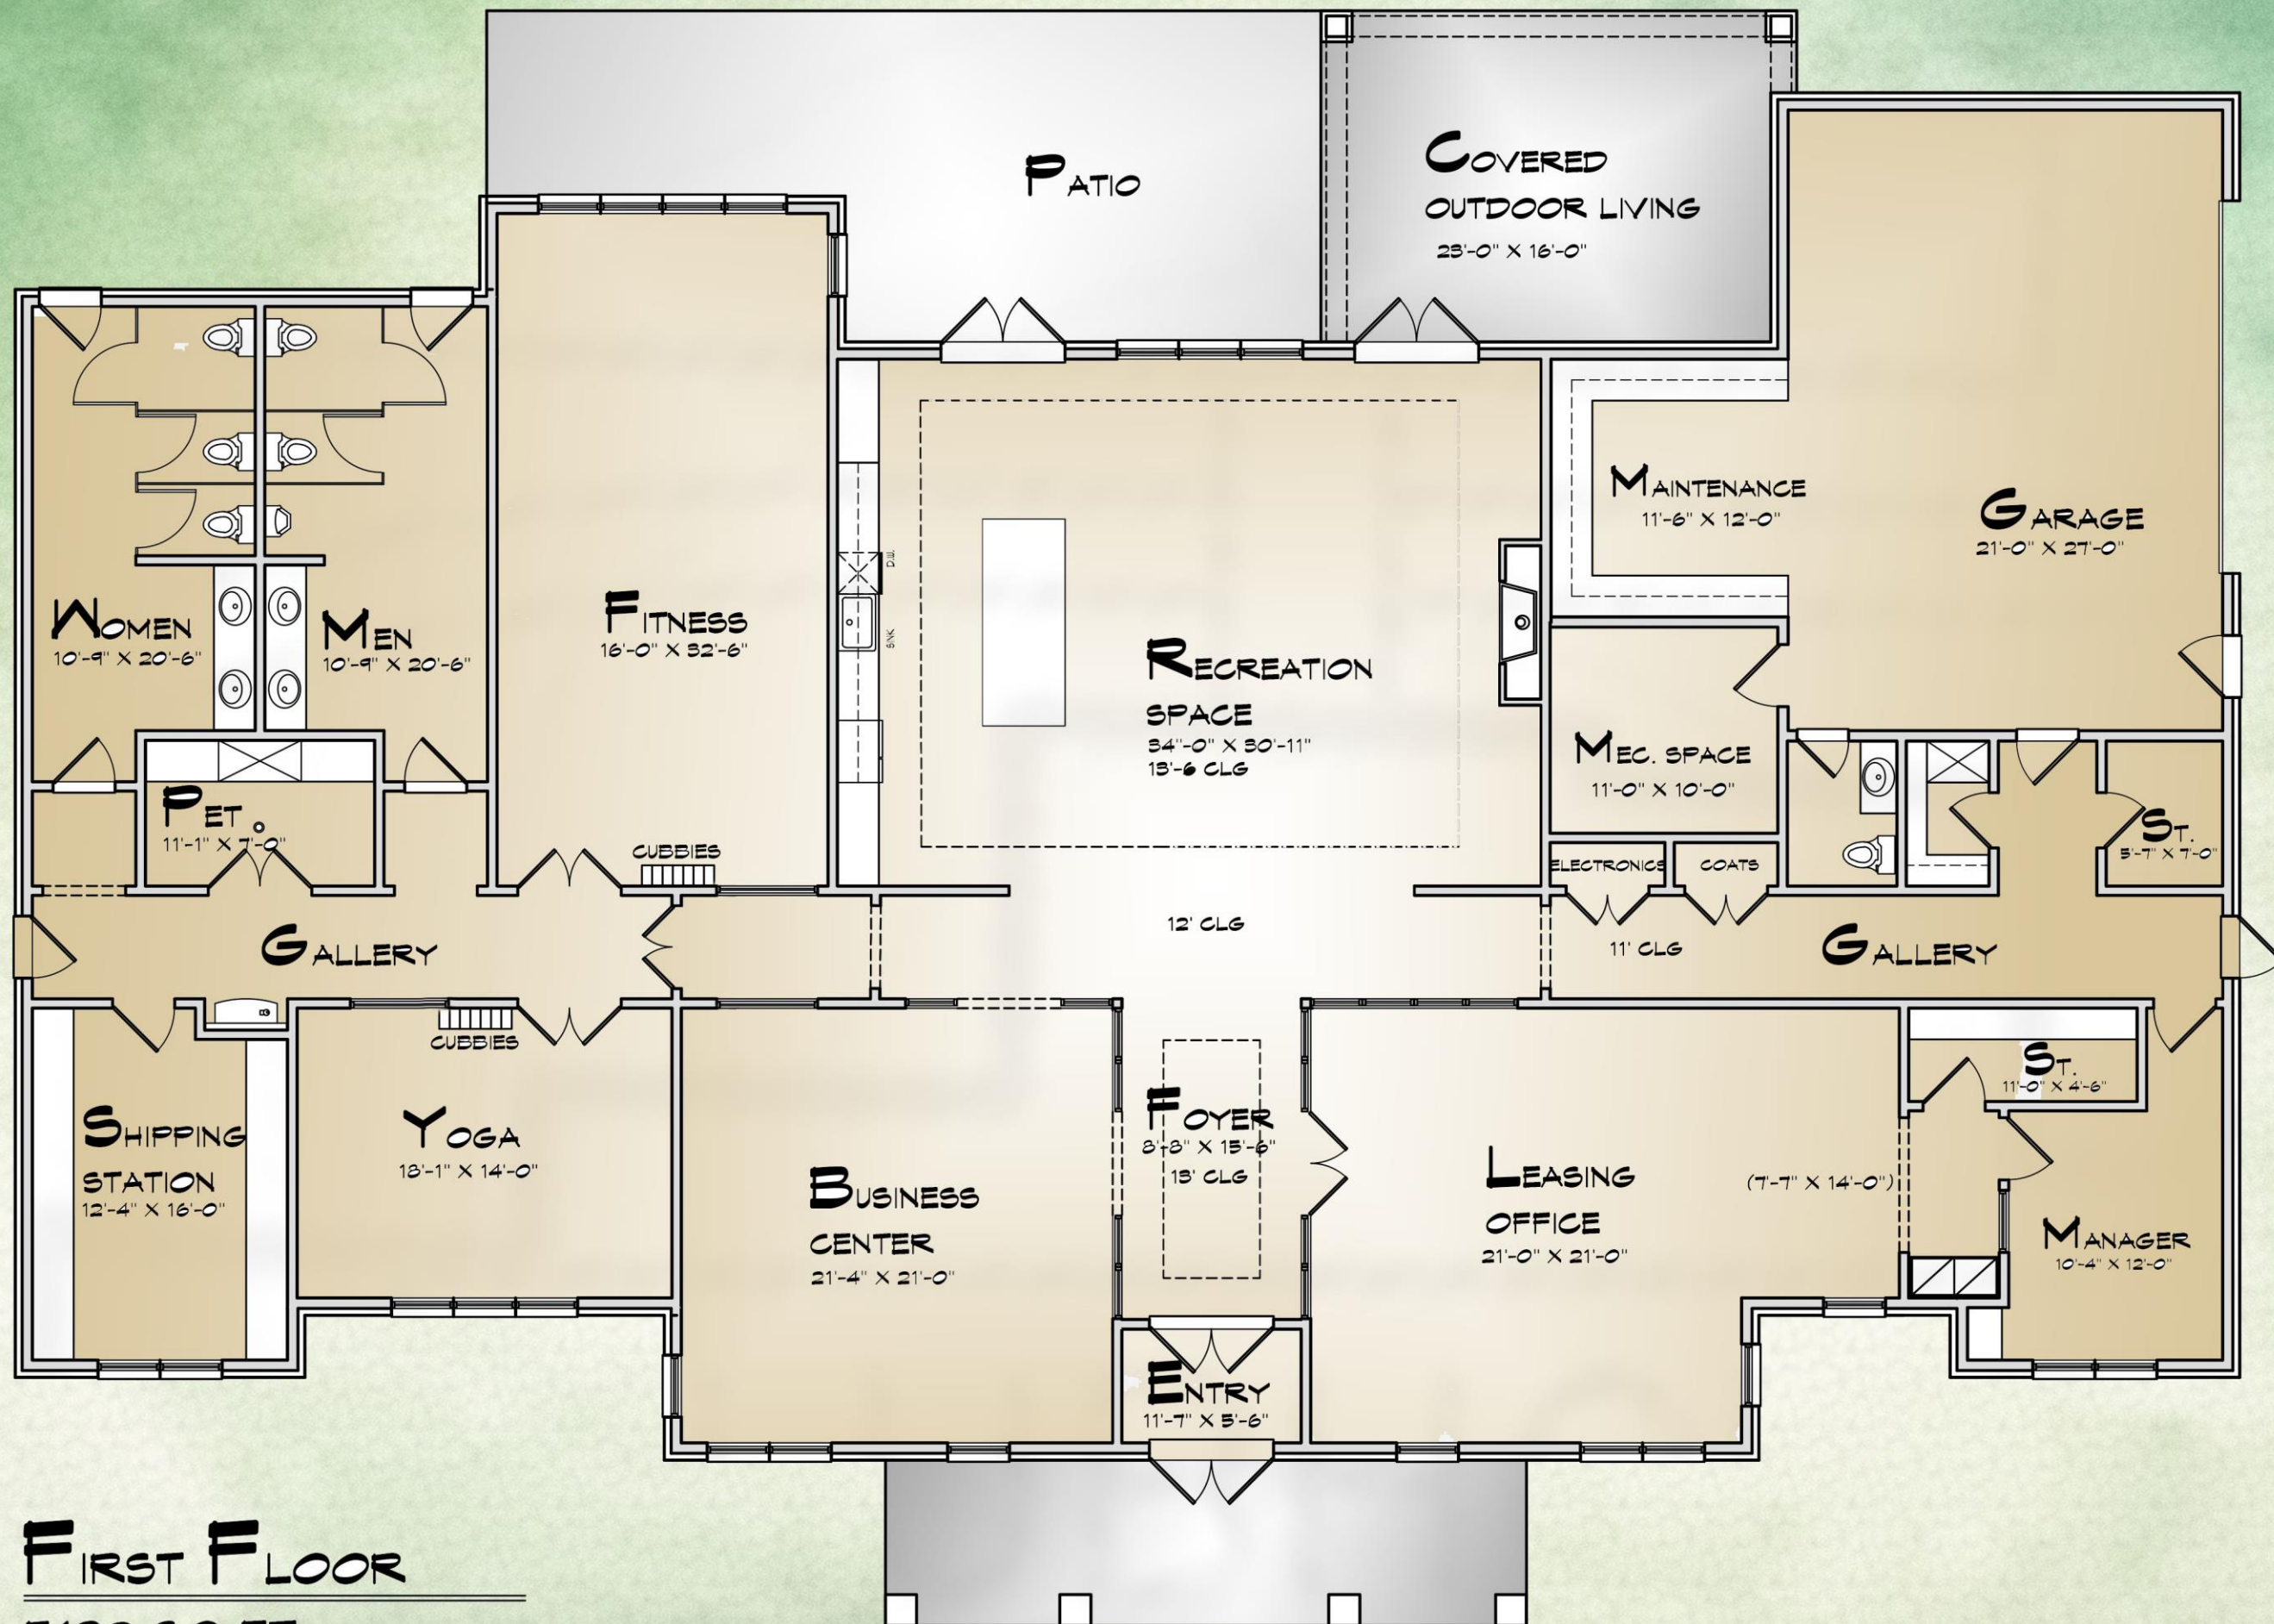 PATIO
COVERED
OUTDOOR LIVING
23'-0" X 16'-0"
MAINTENANCE
11'-6" X 12'-0"
GARAGE
21'-0" X 27'-0"
WOMEN
10'-9" X 20'-6"
MEN
10'-9" X 20'-6"
FITNESS
16'-0" X 32'-6"
D.W.
SINK
RECREATION
SPACE
34"-0" X 30'-11"
13'-6 CLG
MEC. SPACE
11'-0" X 10'-0"
PET
11'-1" X 7'-0"
CUBBIES
ELECTRONICS
COATS
ST.
5'-7" X 7'-0"
GALLERY
12' CLG
11' CLG
GALLERY
CUBBIES
SHIPPING
STATION
12'-4" X 16'-0"
YOGA
18'-1" X 14'-0"
BUSINESS
CENTER
21'-4" X 21'-0"
FOYER
8'-8" X 15'-6"
13' CLG
LEASING
OFFICE
21'-0" X 21'-0"
(7'-7" X 14'-0")
ST.
11'-0" X 4'-6"
MANAGER
10'-4" X 12'-0"
ENTRY
11'-7" X 5'-6"
FIRST FLOOR